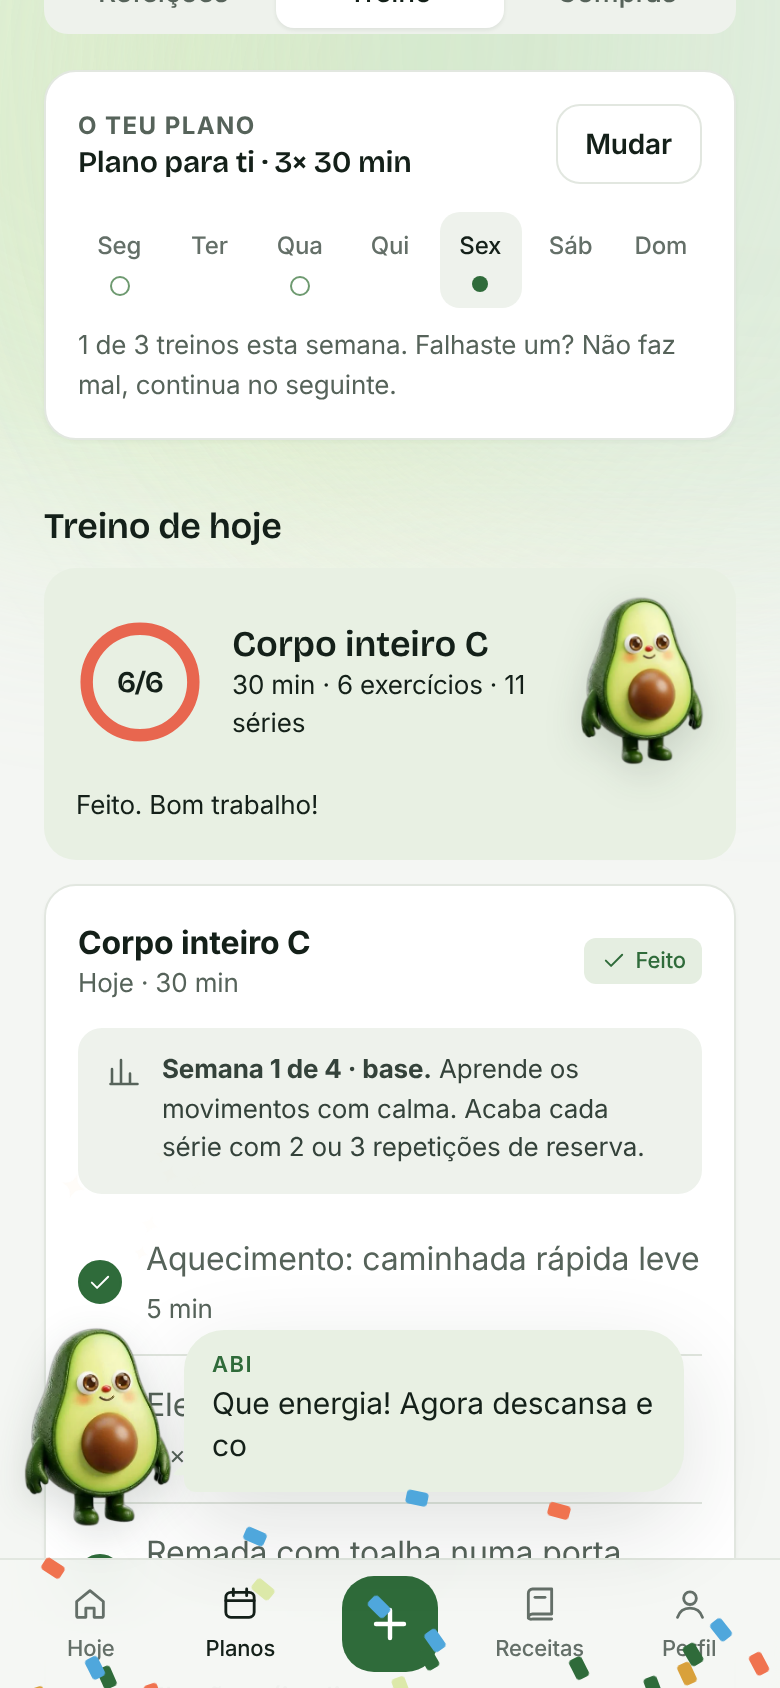 Treino
O TEU PLANO
Plano para ti · 3× 30 min
Mudar
Seg Ter Qua Qui Sex Sáb Dom
1 de 3 treinos esta semana. Falhaste um? Não faz
mal, continua no seguinte.
Treino de hoje
6/6
Corpo inteiro C
30 min · 6 exercícios · 11
séries
Feito. Bom trabalho!
Corpo inteiro C
Hoje · 30 min
Feito
Semana 1 de 4 · base. Aprende os
movimentos com calma. Acaba cada
série com 2 ou 3 repetições de reserva.
Aquecimento: caminhada rápida leve
5 min
Ele
×
ABI
Que energia! Agora descansa e
co
Remada com toalha numa porta
Hoje
Planos
Receitas
Perfil